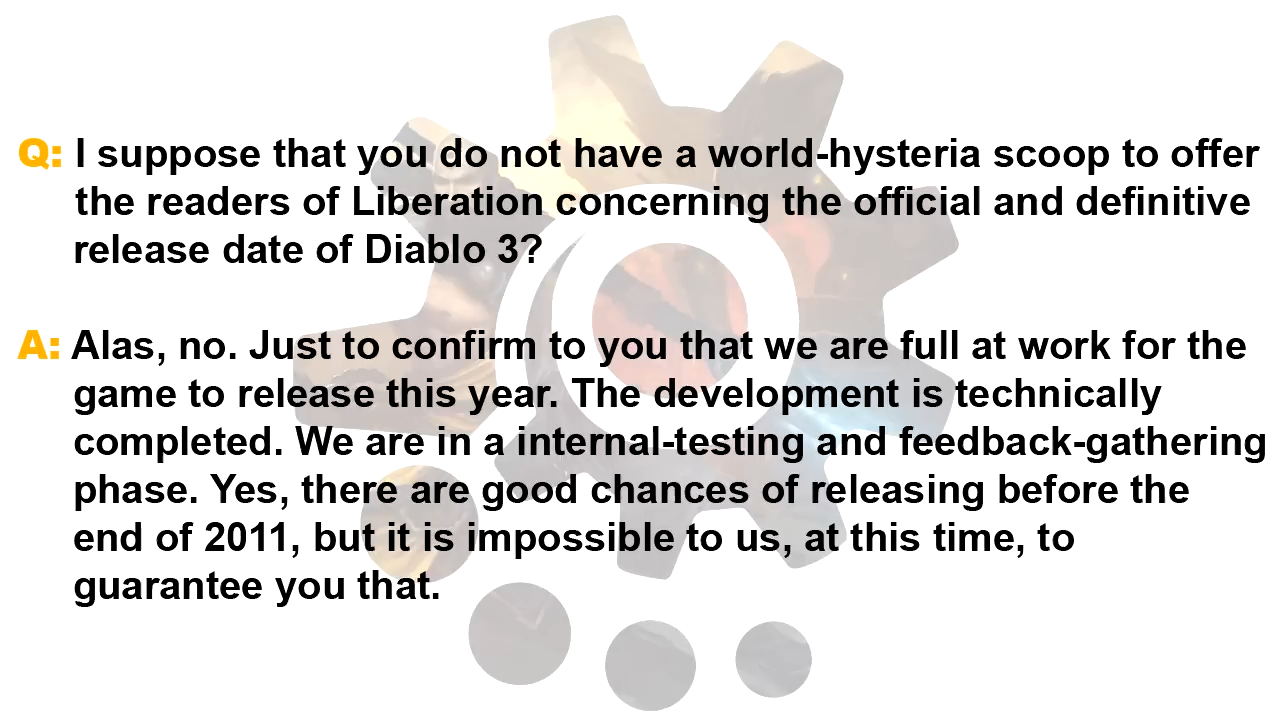 Q: I suppose that you do not have a world-hysteria scoop to offer
the readers of Liberation concerning the official and definitive
release date of Diablo 3?
A: Alas, no. Just to confirm to you that we are full at work for the
game to release this year. The development is technically
completed. We are in a internal-testing and feedback-gathering
phase. Yes, there are good chances of releasing before the
end of 2011, but it is impossible to us, at this time, to
guarantee you that.